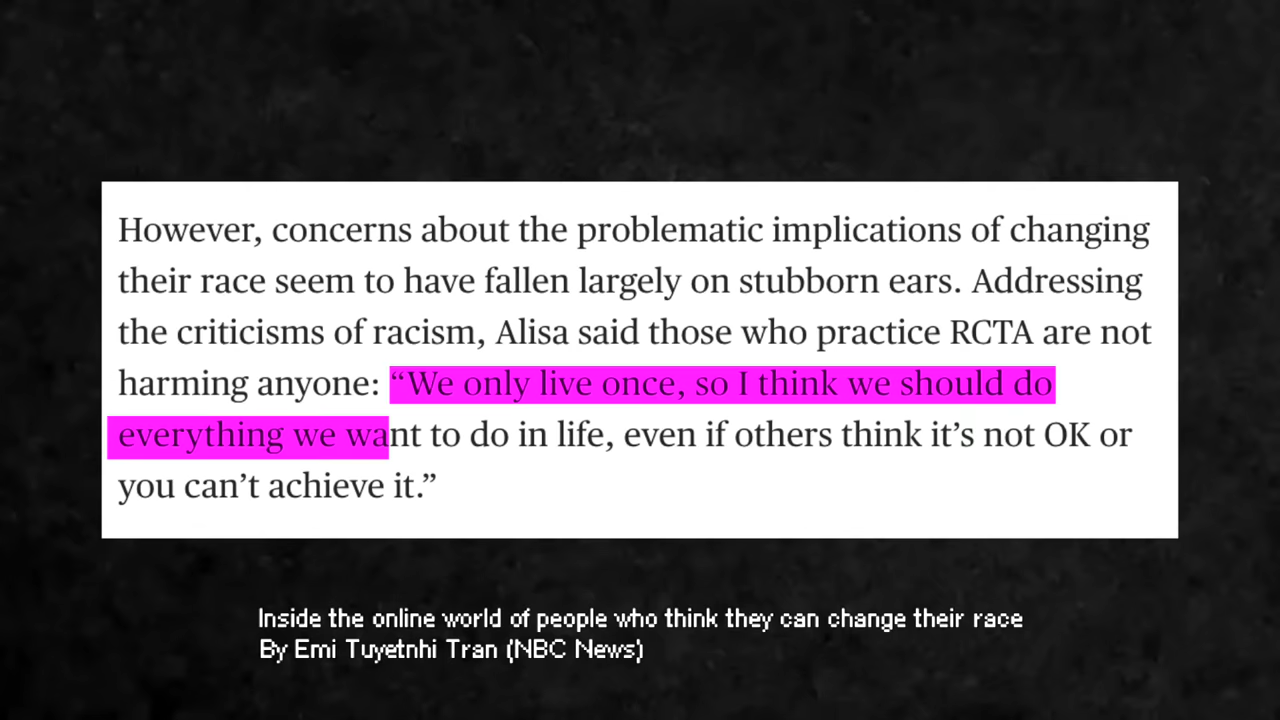 However, concerns about the problematic implications of changing
their race seem to have fallen largely on stubborn ears. Addressing
the criticisms of racism, Alisa said those who practice RCTA are not
harming anyone: “We only live once, so I think we should do
everything we want to do in life, even if others think it’s not OK or
you can’t achieve it.”
Inside the online world of people who think they can change their race
By Emi Tuyetnhi Tran (NBC News)